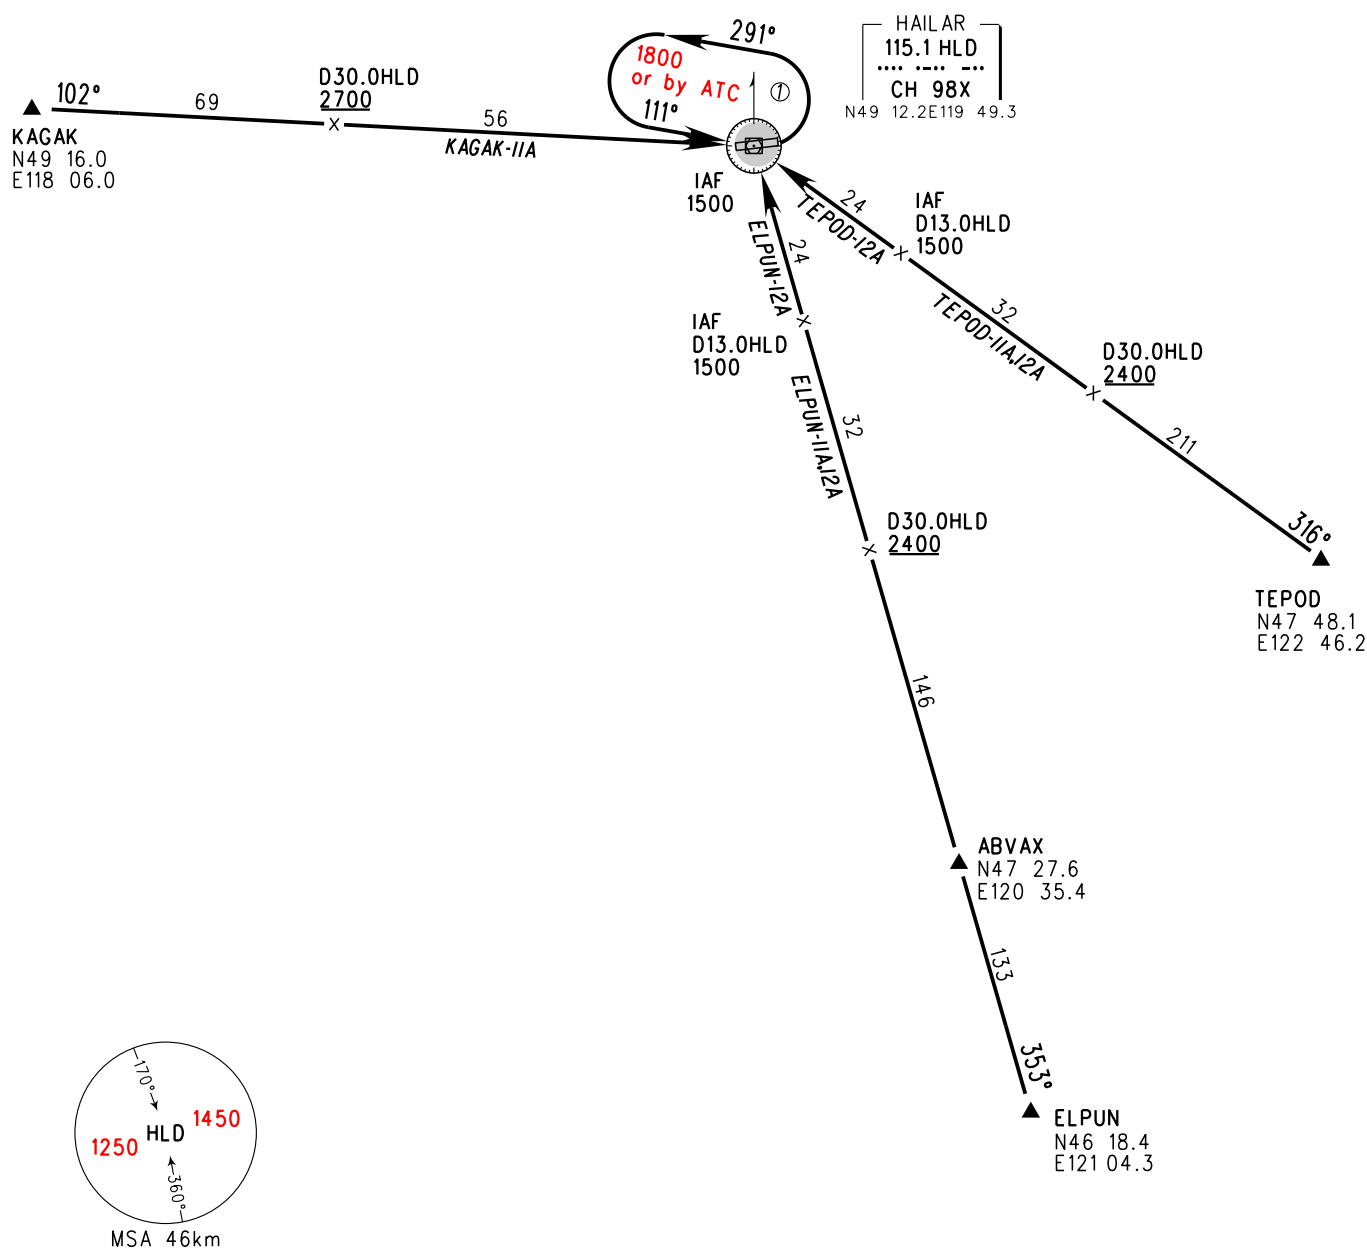 HAILAR
115.1 HLD
CH 98X
N49 12.2E119 49.3
291°
1800
or by ATC
111°
①
102°
69
D30.0HLD
2700
56
KAGAK-11A
KAGAK
N49 16.0
E118 06.0
IAF
1500
24
TEPOD-12A
IAF
D13.0HLD
1500
32
TEPOD-11A,12A
D30.0HLD
2400
211
316°
TEPOD
N47 48.1
E122 46.2
24
ELPUN-12A
IAF
D13.0HLD
1500
32
ELPUN-11A,12A
D30.0HLD
2400
146
ABVAX
N47 27.6
E120 35.4
133
353°
ELPUN
N46 18.4
E121 04.3
170°
1450
HLD
1250
360°
MSA 46km